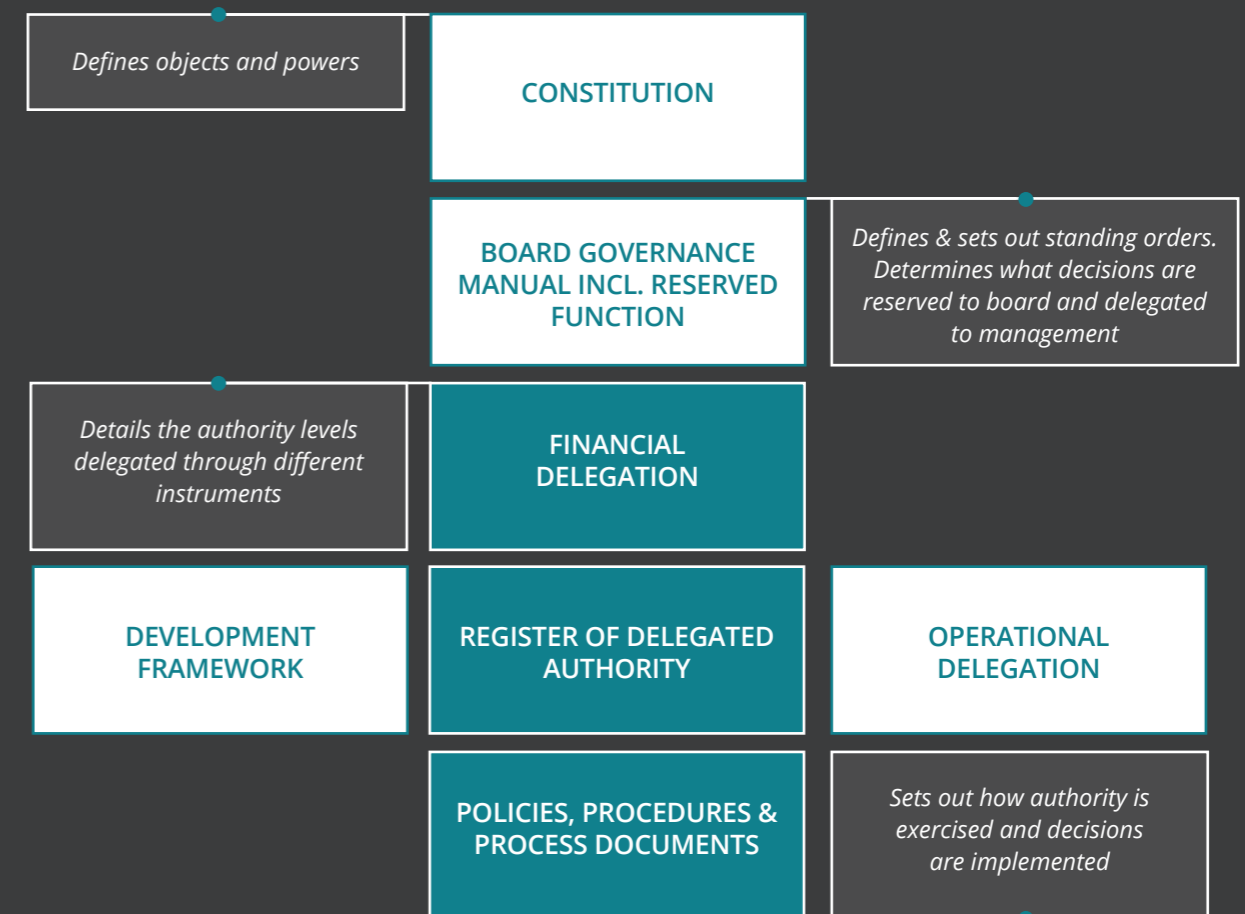 Defines objects and powers
CONSTITUTION
BOARD GOVERNANCE
MANUAL INCL. RESERVED
FUNCTION
Defines & sets out standing orders.
Determines what decisions are
reserved to board and delegated
to management
Details the authority levels
delegated through different
instruments
FINANCIAL
DELEGATION
DEVELOPMENT
FRAMEWORK
REGISTER OF DELEGATED
AUTHORITY
OPERATIONAL
DELEGATION
POLICIES, PROCEDURES &
PROCESS DOCUMENTS
Sets out how authority is
exercised and decisions
are implemented